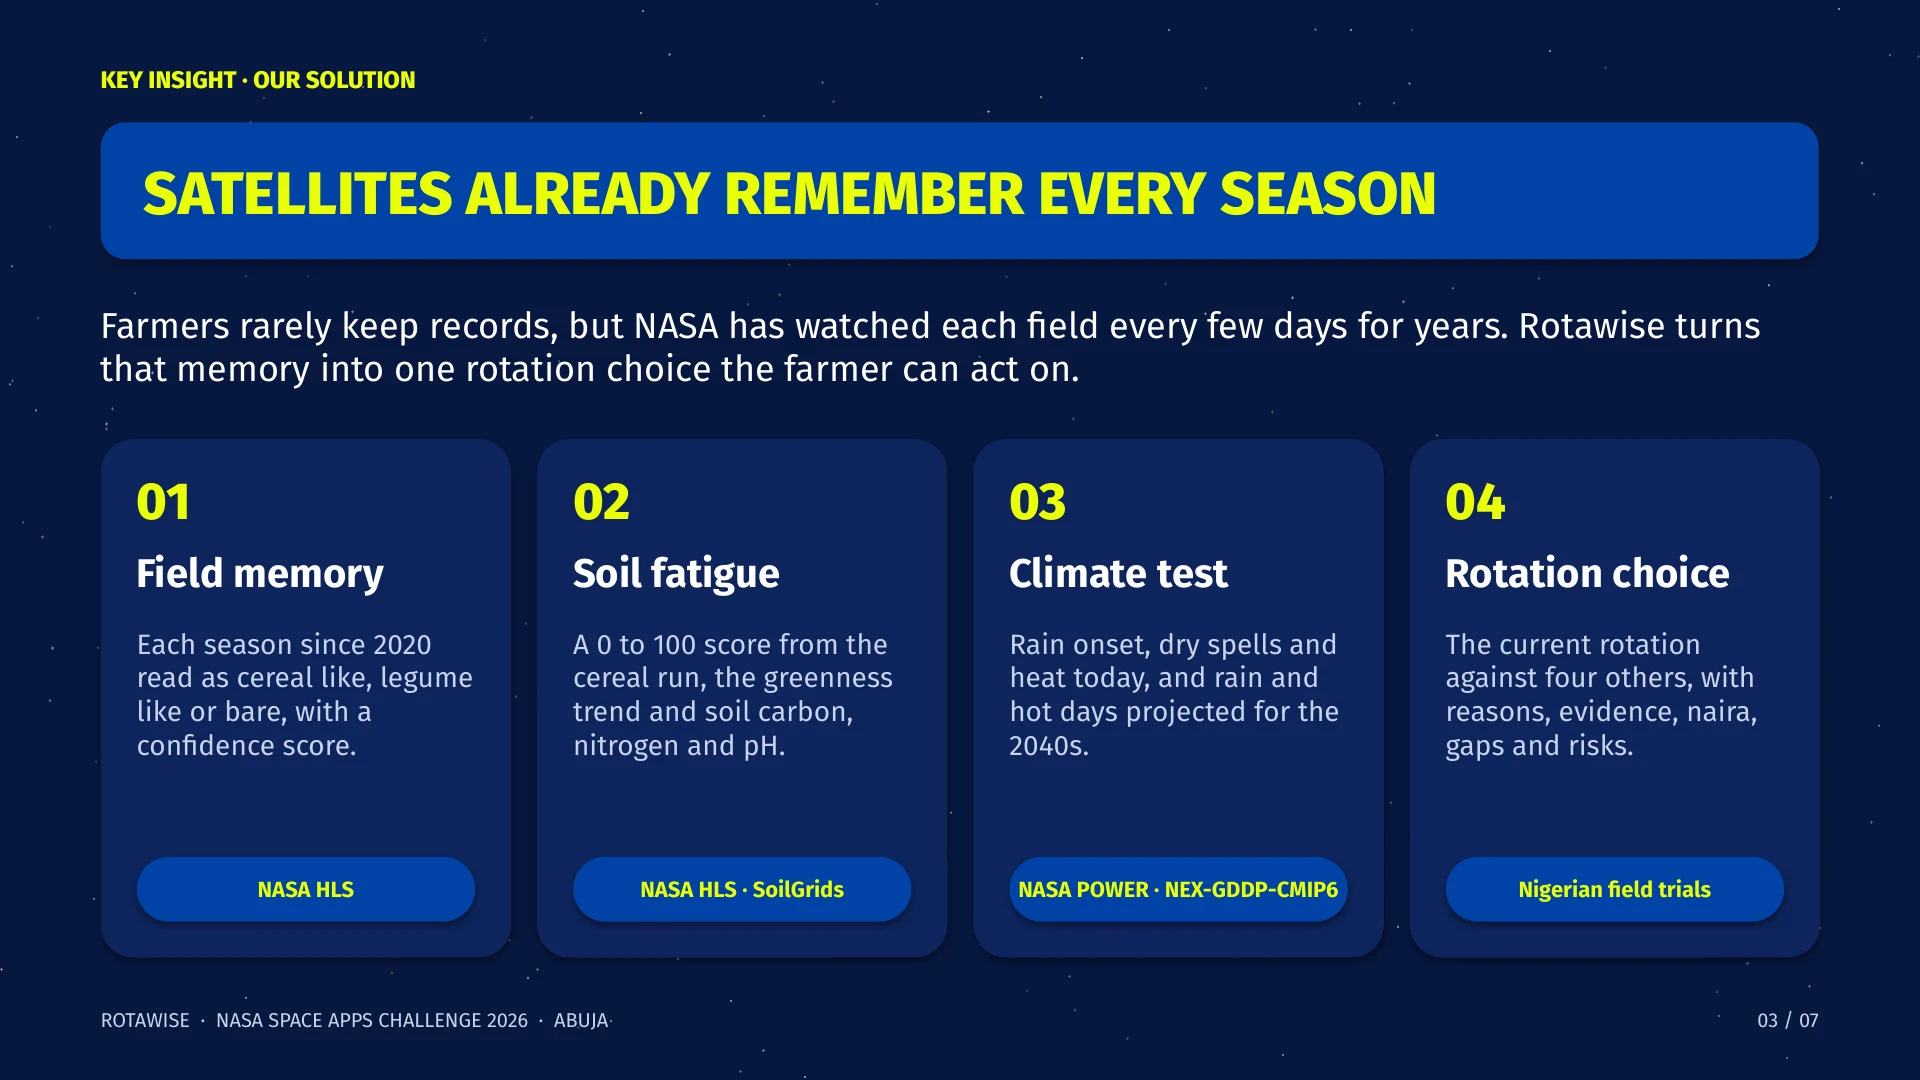 KEY INSIGHT · OUR SOLUTION
SATELLITES ALREADY REMEMBER EVERY SEASON
Farmers rarely keep records, but NASA has watched each field every few days for years. Rotawise turns
that memory into one rotation choice the farmer can act on.
01
Field memory
Each season since 2020
read as cereal like, legume
like or bare, with a
confidence score.
NASA HLS
02
Soil fatigue
A 0 to 100 score from the
cereal run, the greenness
trend and soil carbon,
nitrogen and pH.
NASA HLS · SoilGrids
03
Climate test
Rain onset, dry spells and
heat today, and rain and
hot days projected for the
2040s.
NASA POWER · NEX-GDDP-CMIP6
04
Rotation choice
The current rotation
against four others, with
reasons, evidence, naira,
gaps and risks.
Nigerian field trials
ROTAWISE · NASA SPACE APPS CHALLENGE 2026 · ABUJA
03 / 07